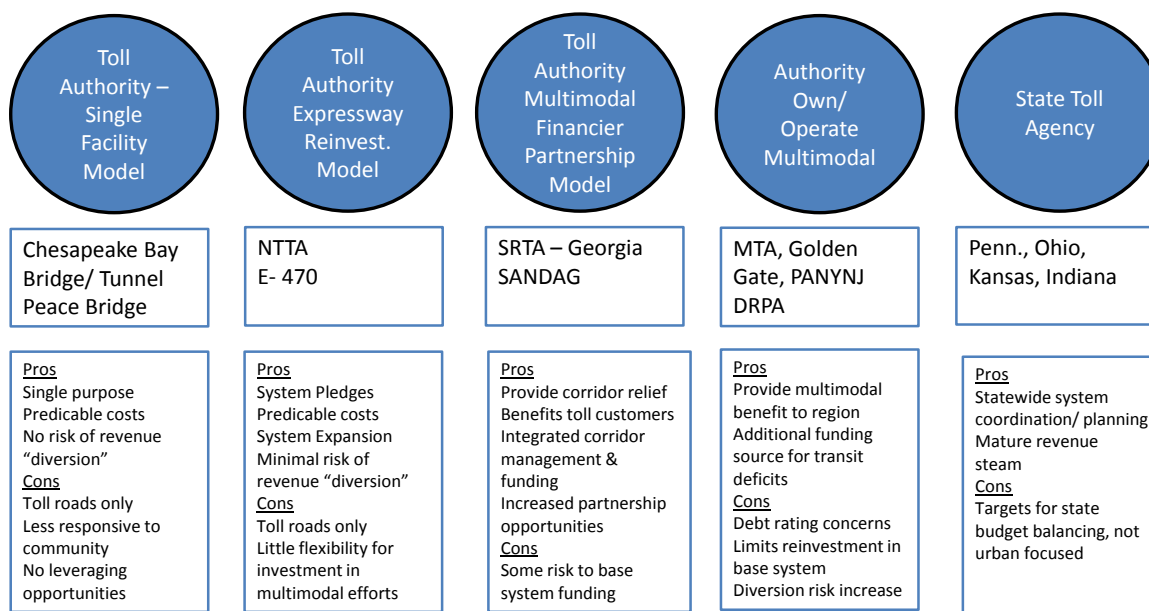 Toll
Authority –
Single
Facility
Model
Toll
Authority
Expressway
Reinvest.
Model
Toll
Authority
Multimodal
Financier
Partnership
Model
Authority
Own/
Operate
Multimodal
State Toll
Agency
Chesapeake Bay
Bridge/ Tunnel
Peace Bridge
NTTA
E- 470
SRTA – Georgia
SANDAG
MTA, Golden
Gate, PANYNJ
DRPA
Penn., Ohio,
Kansas, Indiana
Pros
Single purpose
Predicable costs
No risk of revenue
“diversion”
Cons
Toll roads only
Less responsive to
community
No leveraging
opportunities
Pros
System Pledges
Predicable costs
System Expansion
Minimal risk of
revenue “diversion”
Cons
Toll roads only
Little flexibility for
investment in
multimodal efforts
Pros
Provide corridor relief
Benefits toll customers
Integrated corridor
management &
funding
Increased partnership
opportunities
Cons
Some risk to base
system funding
Pros
Provide multimodal
benefit to region
Additional funding
source for transit
deficits
Cons
Debt rating concerns
Limits reinvestment in
base system
Diversion risk increase
Pros
Statewide system
coordination/ planning
Mature revenue
steam
Cons
Targets for state
budget balancing, not
urban focused